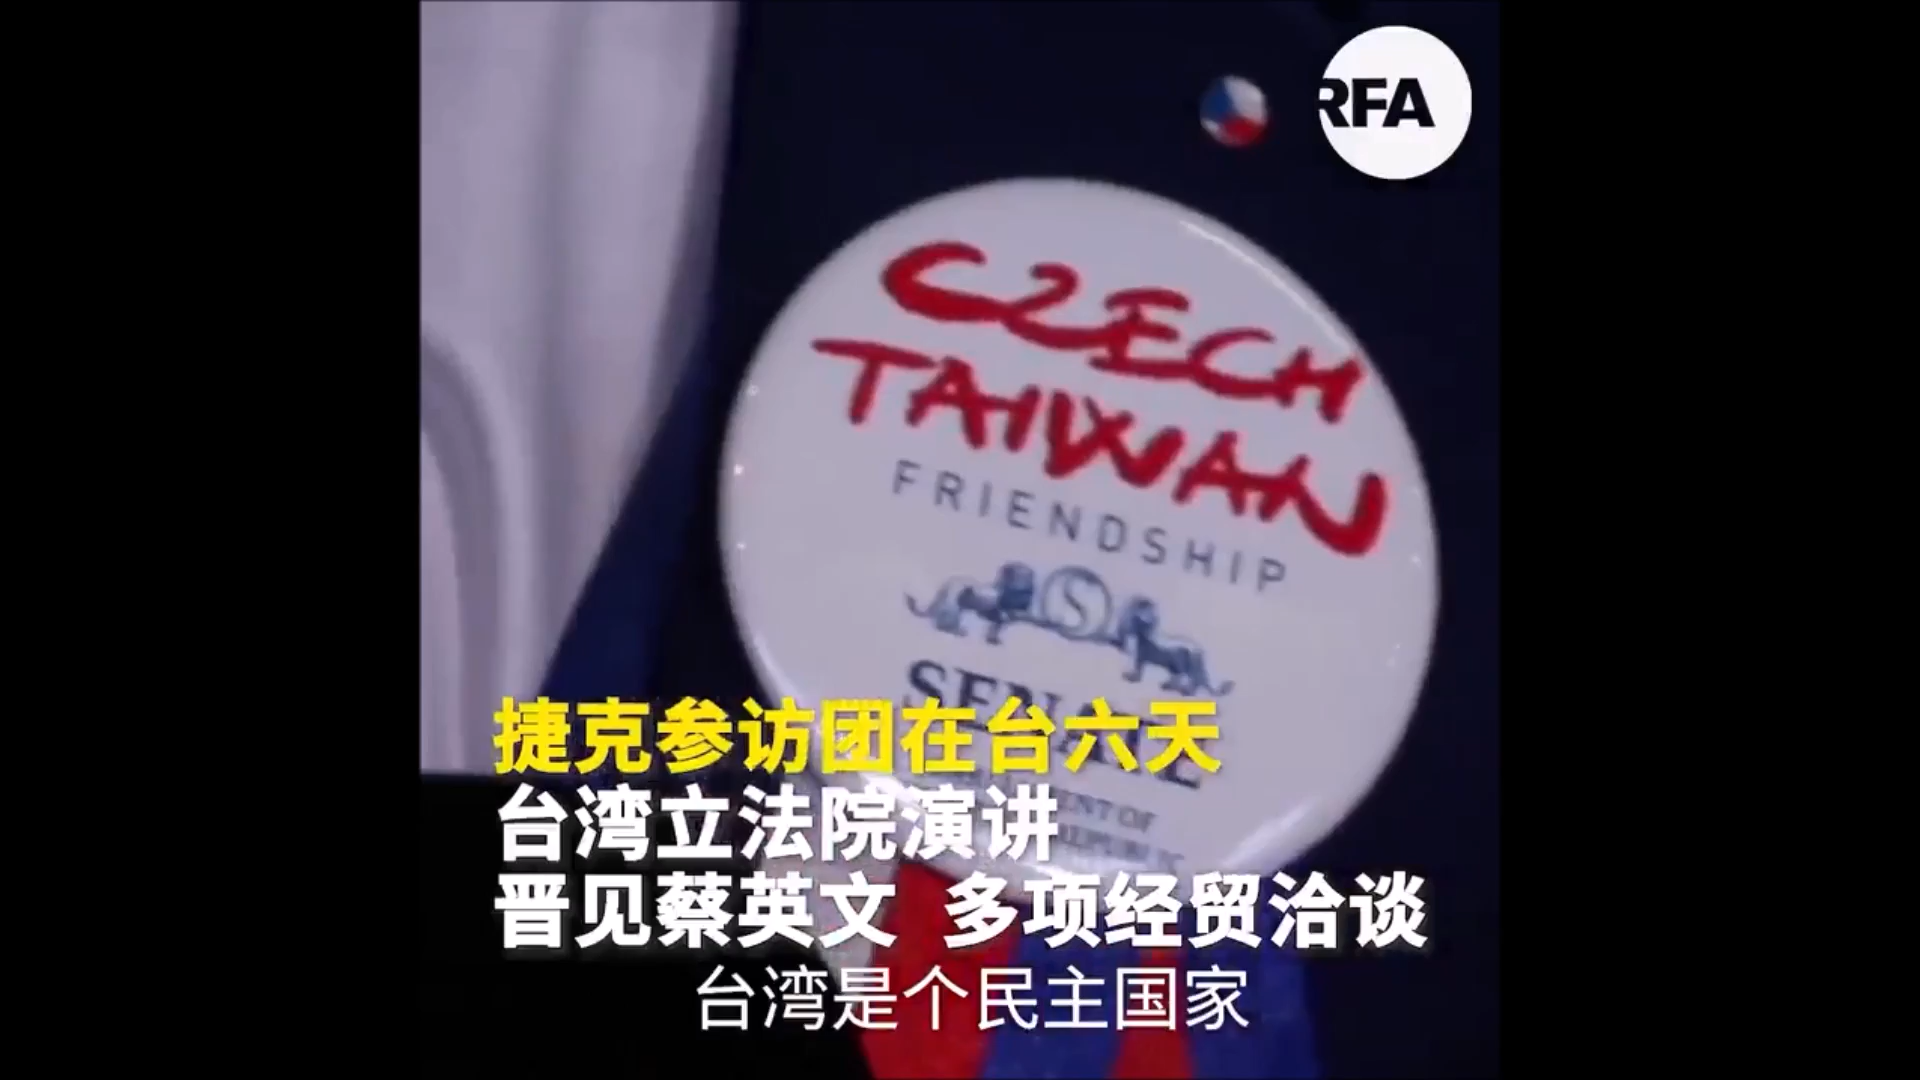 RFA
CZECH
TAIWAN
FRIENDSHIP
S
SENATE
捷克参访团在台六天
台湾立法院演讲
晋见蔡英文 多项经贸洽谈
台湾是个民主国家